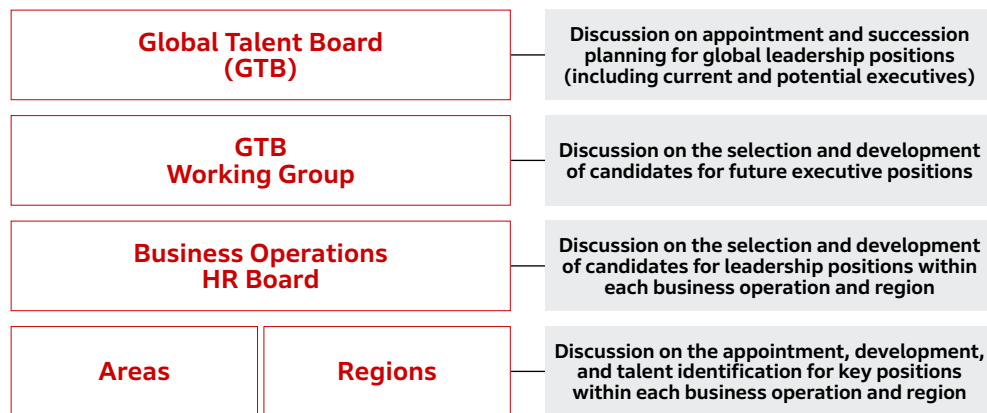 Global Talent Board
(GTB)
Discussion on appointment and succession
planning for global leadership positions
(including current and potential executives)
GTB
Working Group
Discussion on the selection and development
of candidates for future executive positions
Business Operations
HR Board
Discussion on the selection and development
of candidates for leadership positions within
each business operation and region
Areas
Regions
Discussion on the appointment, development,
and talent identification for key positions
within each business operation and region